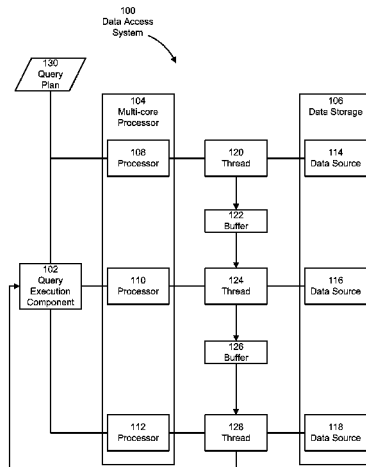 100
Data Access
System
130
Query
Plan
104
Multi-core
Processor
106
Data Storage
108
Processor
120
Thread
114
Data Source
122
Buffer
102
Query
Execution
Component
110
Processor
124
Thread
116
Data Source
126
Buffer
112
Processor
126
Thread
118
Data Source